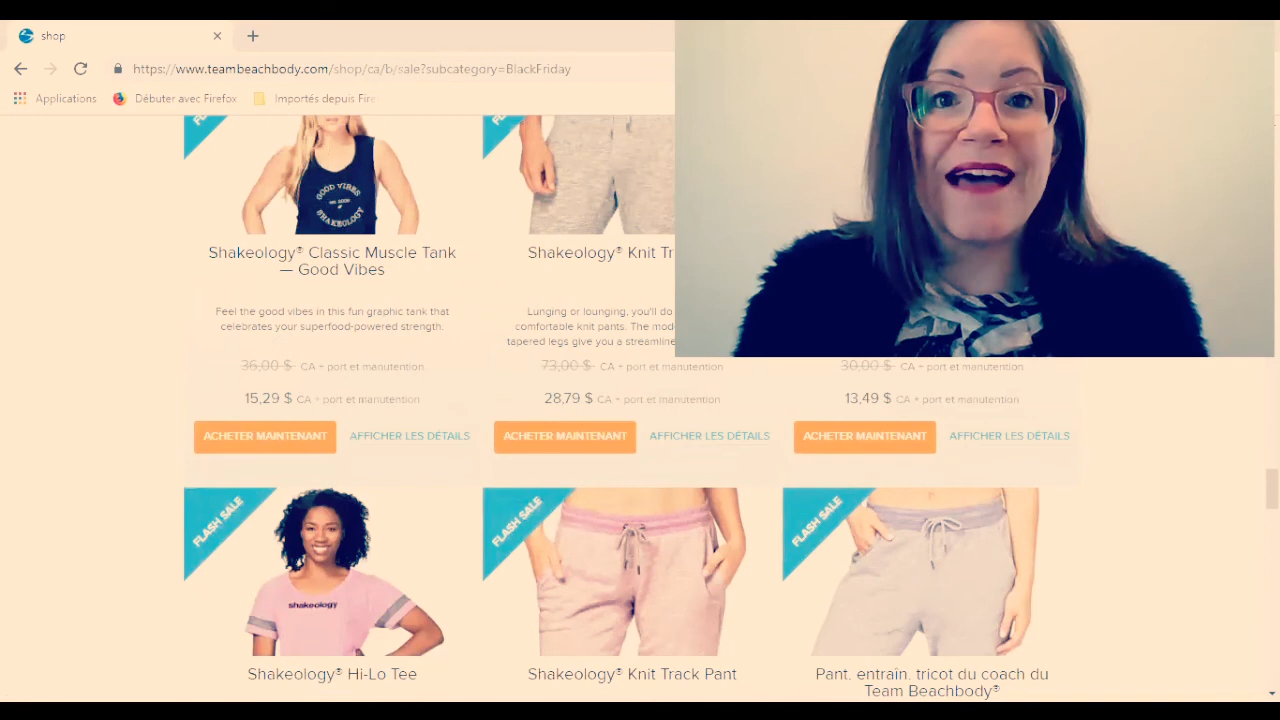 shop
https://www.teambeachbody.com/shop/ca/b/sale?subcategory=BlackFriday
Applications Débuter avec Firefox Importés depuis Fire
GOOD VIBES
SHAKEOLOGY
Shakeology® Classic Muscle Tank
— Good Vibes
Shakeology® Knit Tr
Feel the good vibes in this fun graphic tank that
celebrates your superfood-powered strength.
Lunging or lounging, you'll do
comfortable knit pants. The mod
tapered legs give you a streamline
36,00 $ CA + port et manutention
73,00 $ CA + port et manutention
30,00 $ CA + port et manutention
15,29 $ CA + port et manutention
28,79 $ CA + port et manutention
13,49 $ CA + port et manutention
ACHETER MAINTENANT AFFICHER LES DÉTAILS
ACHETER MAINTENANT AFFICHER LES DÉTAILS
ACHETER MAINTENANT AFFICHER LES DÉTAILS
FLASH SALE
FLASH SALE
FLASH SALE
shakeology
Shakeology® Hi-Lo Tee
Shakeology® Knit Track Pant
Pant. entraîn. tricot du coach du
Team Beachbody®